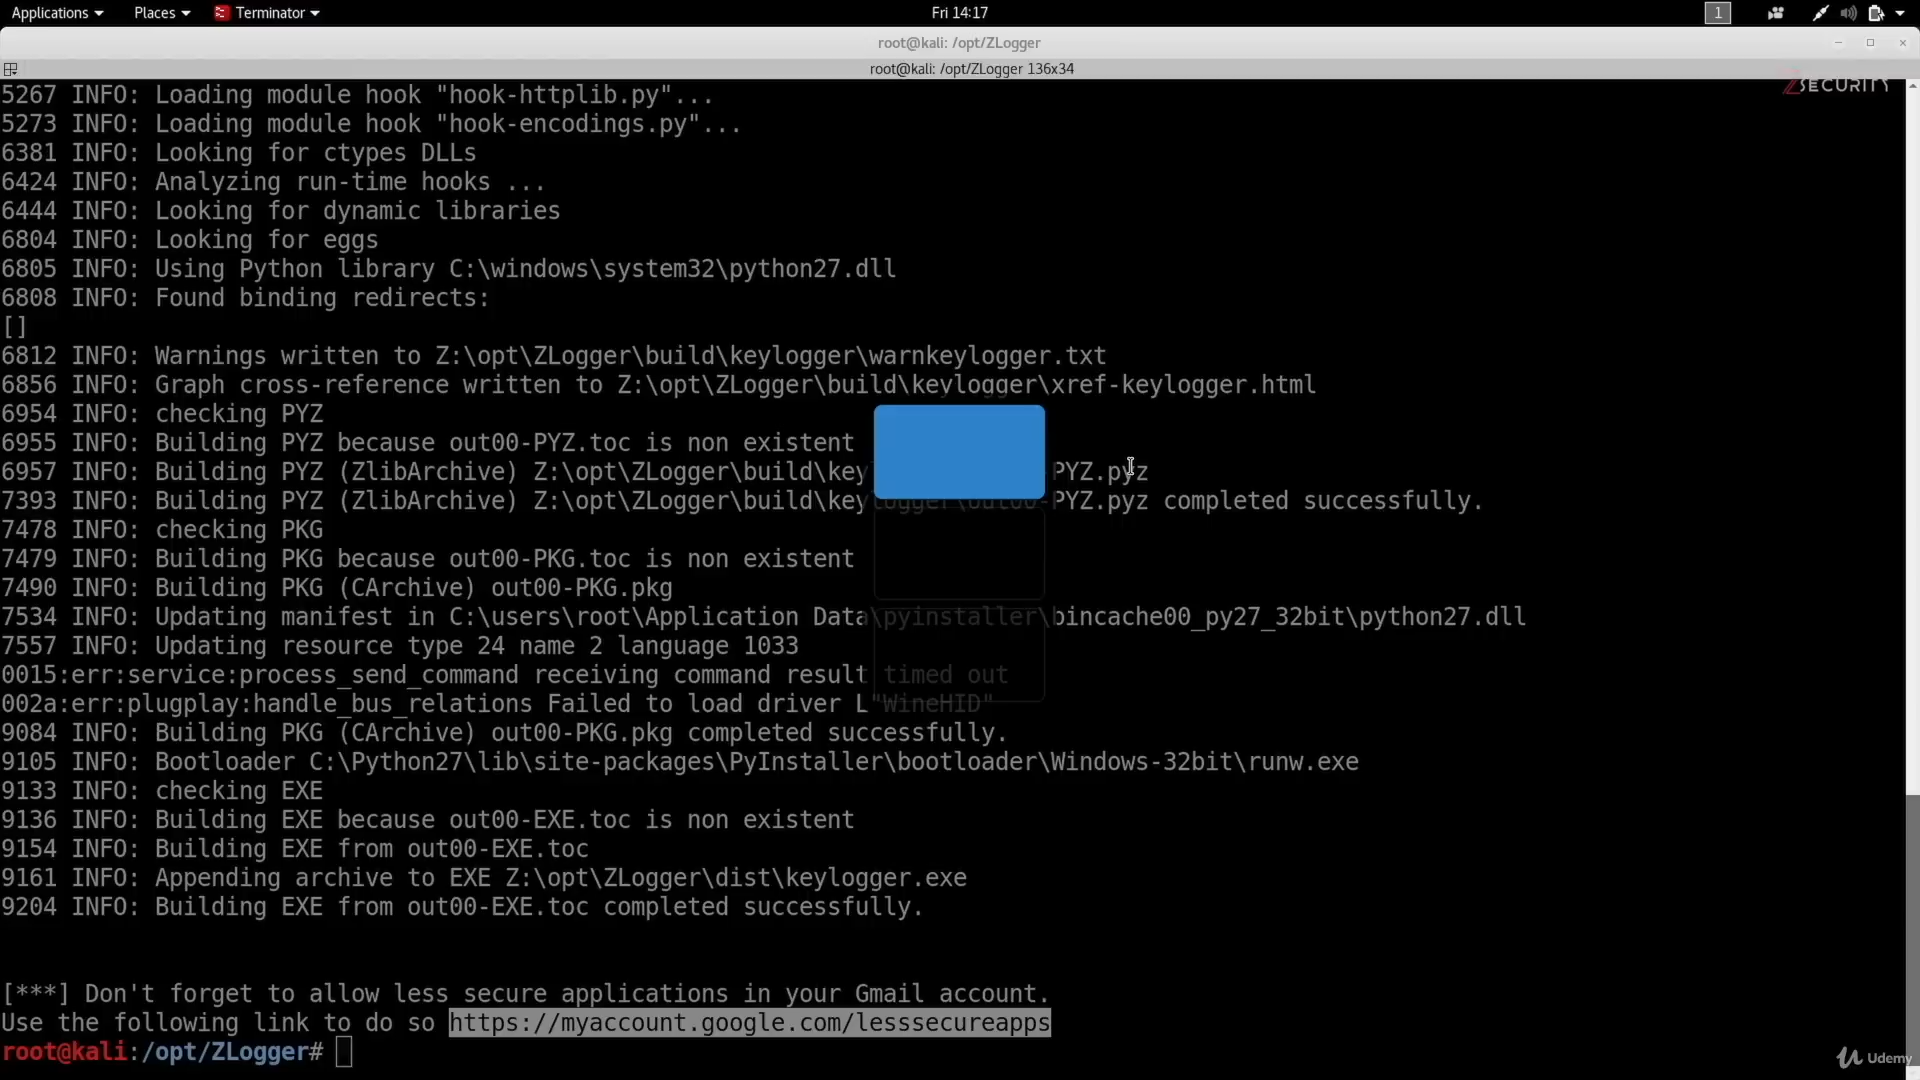 Applications Places Terminator Fri 14:17 1
root@kali: /opt/ZLogger
root@kali: /opt/ZLogger 136x34
ZSECURITY
5267 INFO: Loading module hook "hook-httplib.py"...
5273 INFO: Loading module hook "hook-encodings.py"...
6381 INFO: Looking for ctypes DLLs
6424 INFO: Analyzing run-time hooks ...
6444 INFO: Looking for dynamic libraries
6804 INFO: Looking for eggs
6805 INFO: Using Python library C:\windows\system32\python27.dll
6808 INFO: Found binding redirects:
[]
6812 INFO: Warnings written to Z:\opt\ZLogger\build\keylogger\warnkeylogger.txt
6856 INFO: Graph cross-reference written to Z:\opt\ZLogger\build\keylogger\xref-keylogger.html
6954 INFO: checking PYZ
6955 INFO: Building PYZ because out00-PYZ.toc is non existent
6957 INFO: Building PYZ (ZlibArchive) Z:\opt\ZLogger\build\key PYZ.pyz
7393 INFO: Building PYZ (ZlibArchive) Z:\opt\ZLogger\build\keylogger\out00-PYZ.pyz completed successfully.
7478 INFO: checking PKG
7479 INFO: Building PKG because out00-PKG.toc is non existent
7490 INFO: Building PKG (CArchive) out00-PKG.pkg
7534 INFO: Updating manifest in C:\users\root\Application Data\pyinstaller\bincache00_py27_32bit\python27.dll
7557 INFO: Updating resource type 24 name 2 language 1033
0015:err:service:process_send_command receiving command result timed out
002a:err:plugplay:handle_bus_relations Failed to load driver L"WineHID"
9084 INFO: Building PKG (CArchive) out00-PKG.pkg completed successfully.
9105 INFO: Bootloader C:\Python27\lib\site-packages\PyInstaller\bootloader\Windows-32bit\runw.exe
9133 INFO: checking EXE
9136 INFO: Building EXE because out00-EXE.toc is non existent
9154 INFO: Building EXE from out00-EXE.toc
9161 INFO: Appending archive to EXE Z:\opt\ZLogger\dist\keylogger.exe
9204 INFO: Building EXE from out00-EXE.toc completed successfully.
[***] Don't forget to allow less secure applications in your Gmail account.
Use the following link to do so https://myaccount.google.com/lesssecureapps
root@kali:/opt/ZLogger#
Udemy